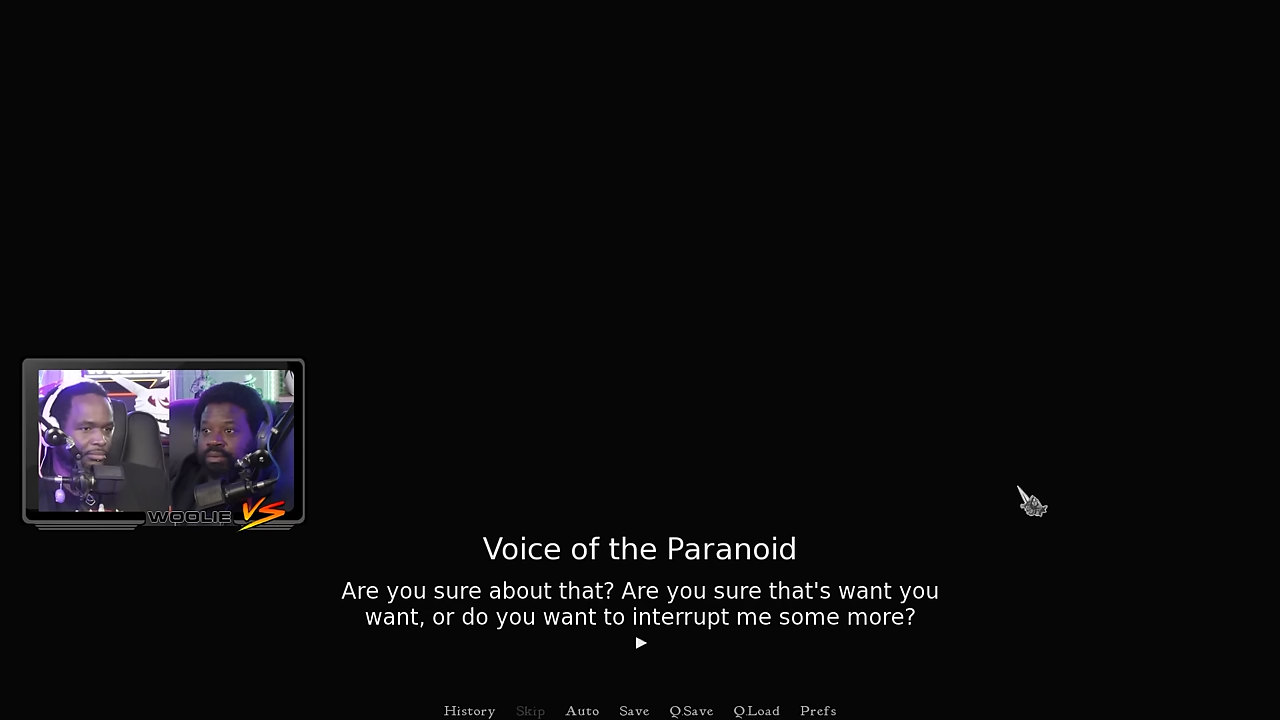 WOOLIE VS
Voice of the Paranoid
Are you sure about that? Are you sure that's want you
want, or do you want to interrupt me some more?
History Skip Auto Save Q.Save Q.Load Prefs